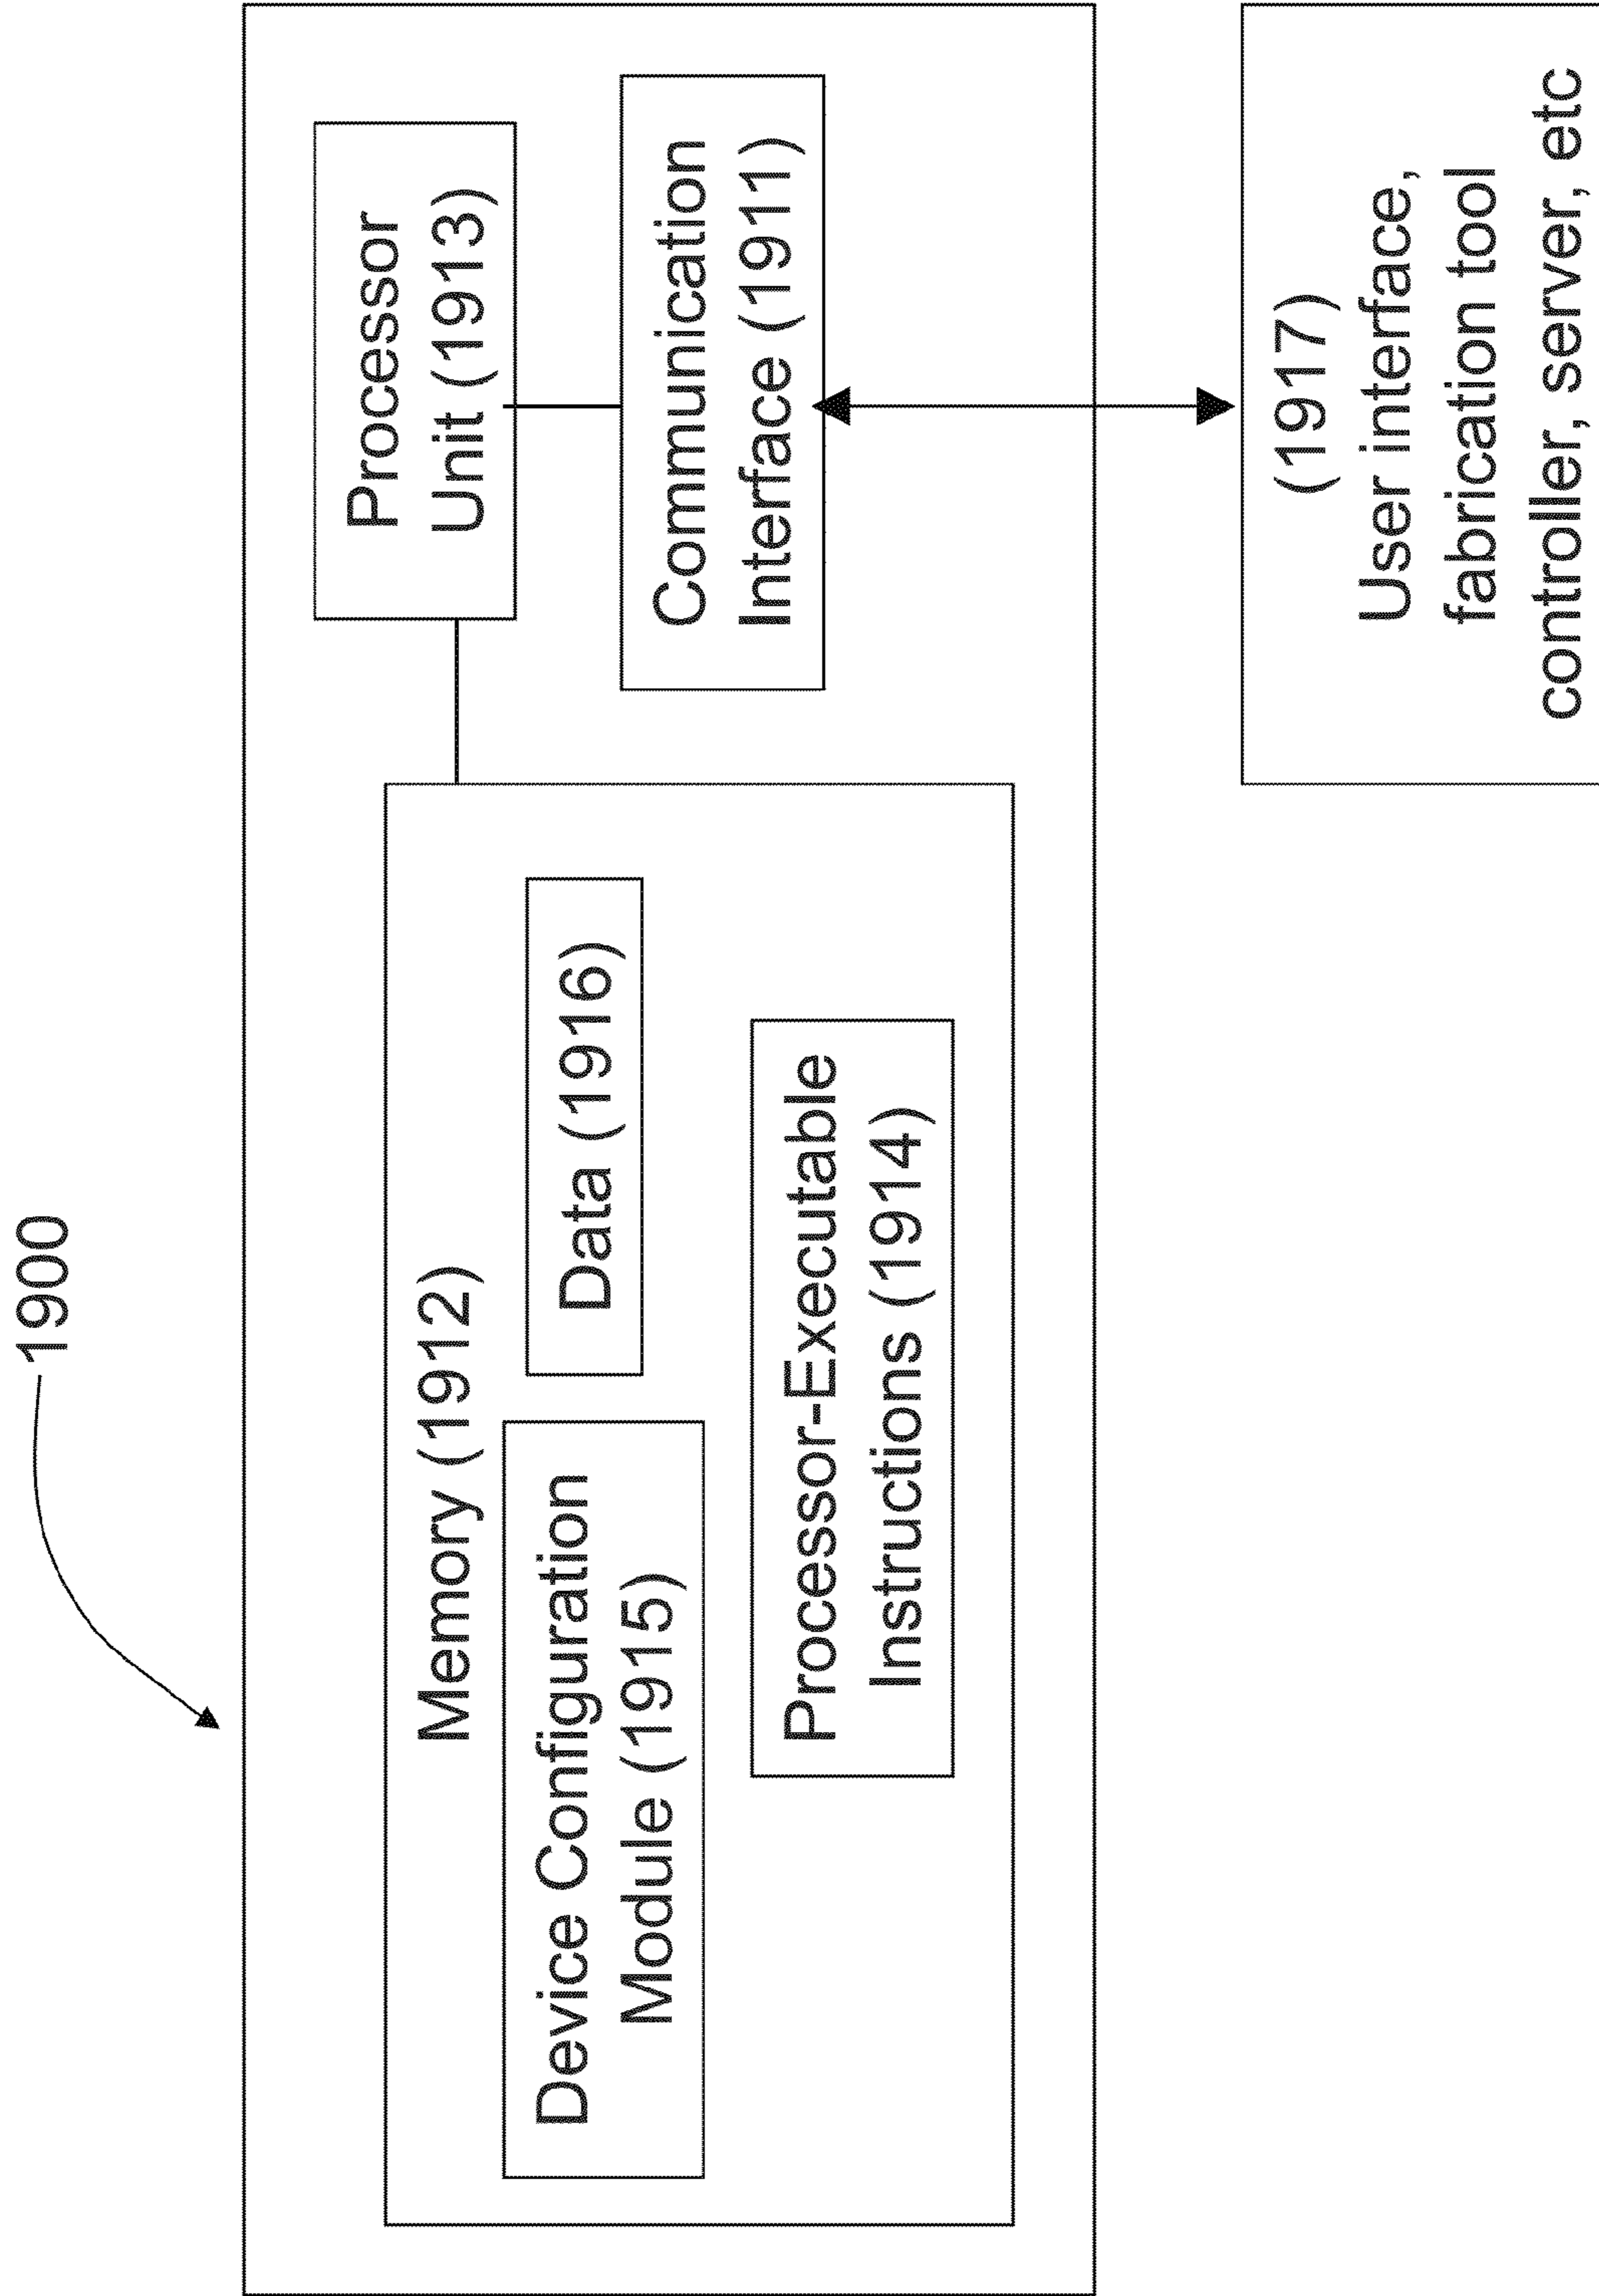 1900
Memory (1912)
Device Configuration
Module (1915)
Data (1916)
Processor-Executable
Instructions (1914)
Processor
Unit (1913)
Communication
Interface (1911)
(1917)
User interface,
fabrication tool
controller, server, etc